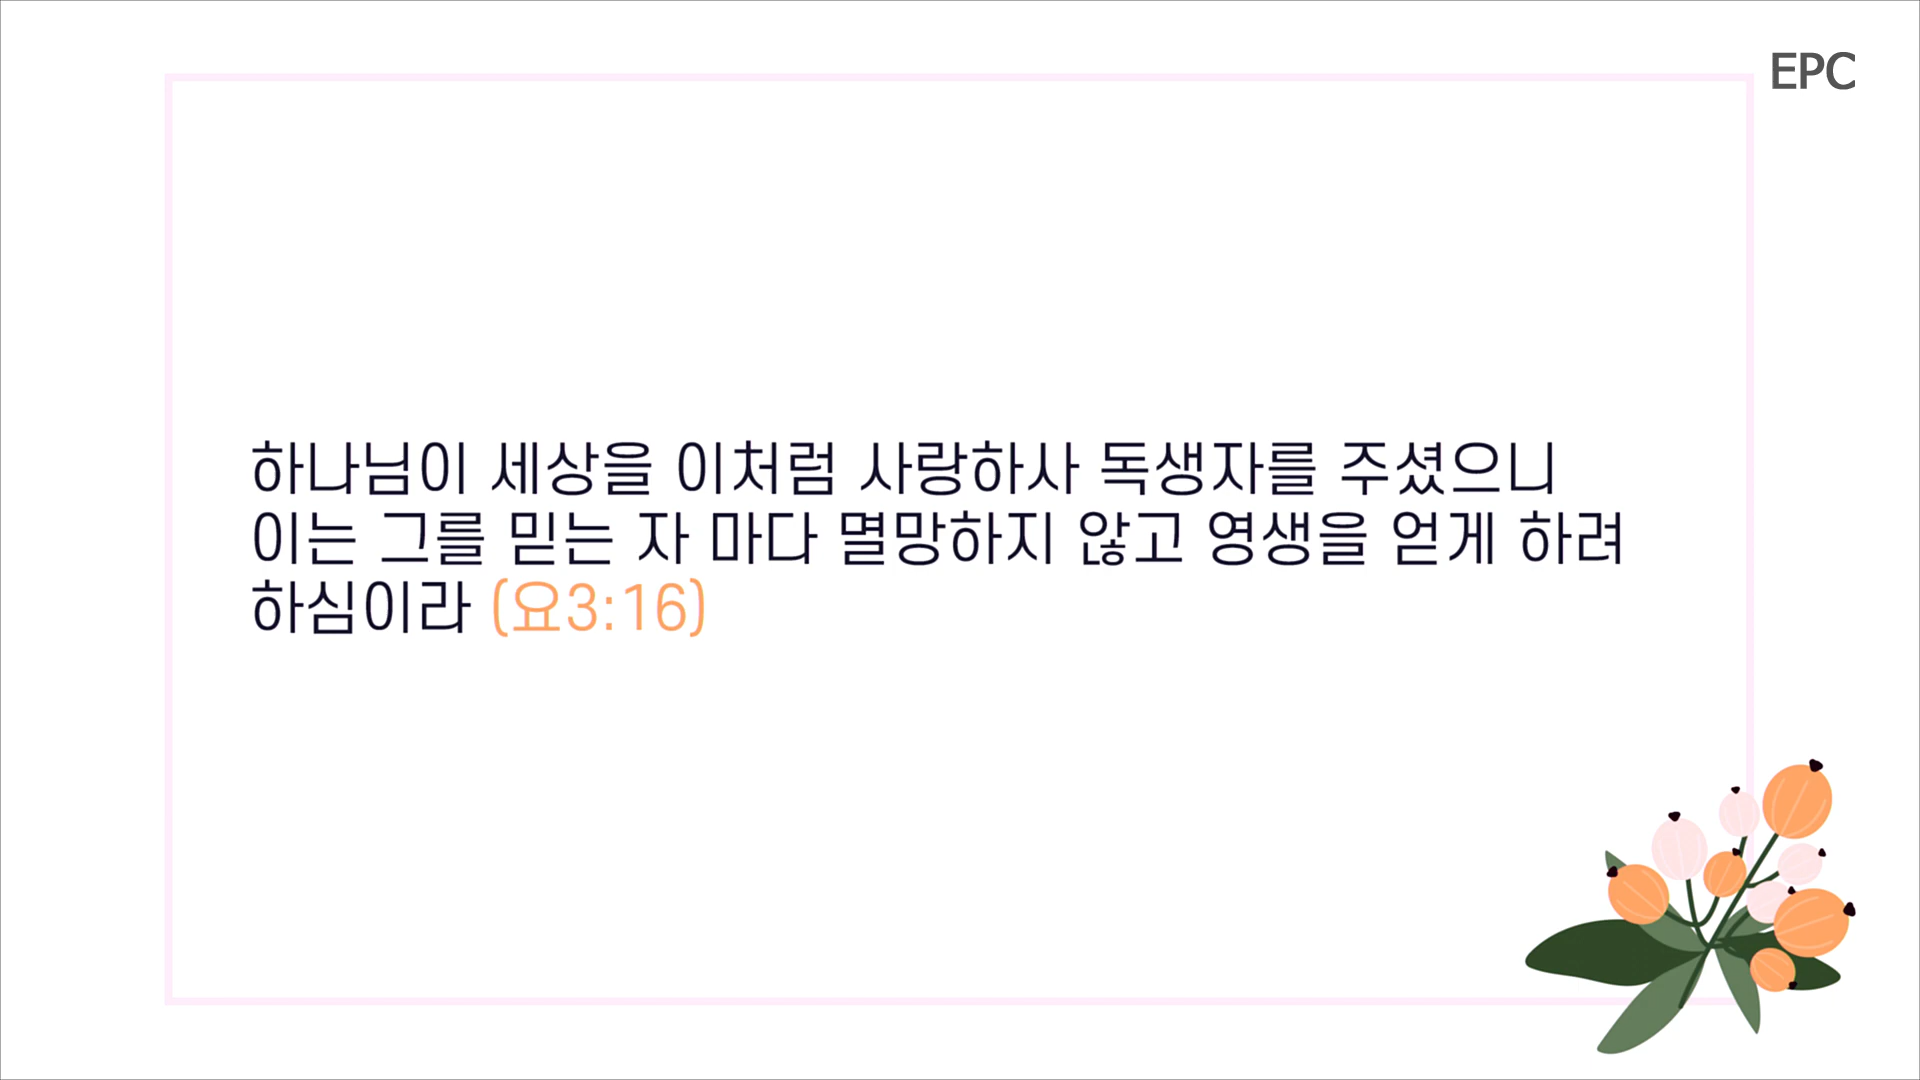 EPC
하나님이 세상을 이처럼 사랑하사 독생자를 주셨으니
이는 그를 믿는 자 마다 멸망하지 않고 영생을 얻게 하려
하심이라 (요3:16)